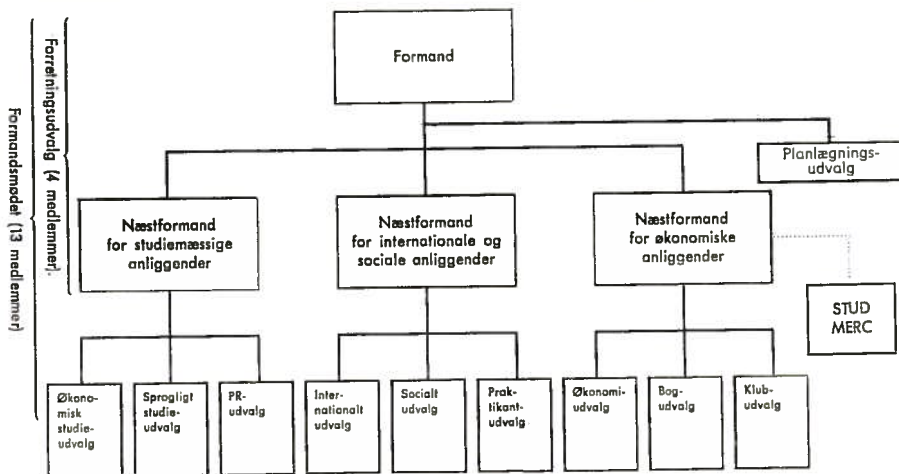 Formandsmødet (13 medlemmer)
Forretningsudvalg (4 medlemmer).
Formand
Planlægnings-
udvalg
Næstformand
for studiemæssige
anliggender
Næstformand
for internationale og
sociale anliggender
Næstformand
for økonomiske
anliggender
STUD
MERC
Økono-
misk
studie-
udvalg
Sprogligt
studie-
udvalg
PR-
udvalg
Inter-
nationalt
udvalg
Socialt
udvalg
Prak-
tikant-
udvalg
Økonomi-
udvalg
Bog-
udvalg
Klub-
udvalg